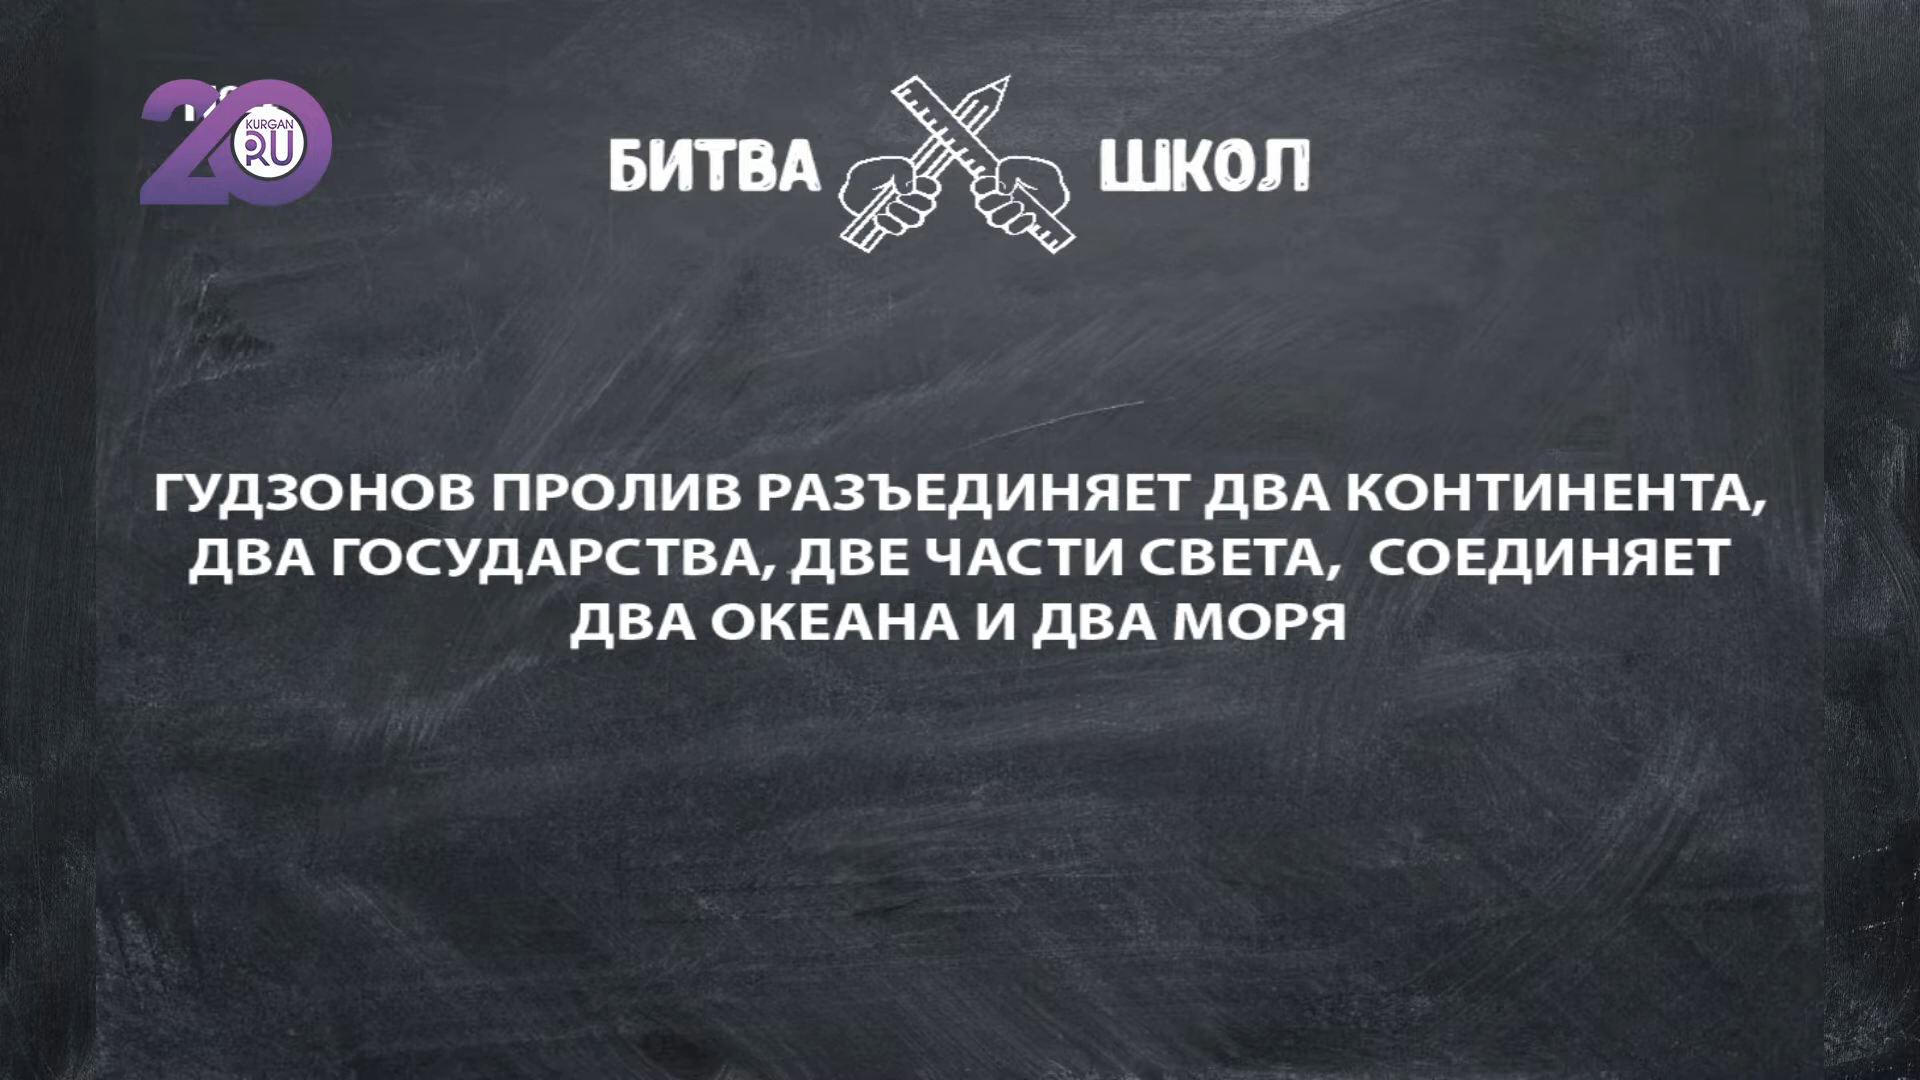 20
KURGAN
RU
БИТВА ШКОЛ
ГУДЗОНОВ ПРОЛИВ РАЗЪЕДИНЯЕТ ДВА КОНТИНЕНТА,
ДВА ГОСУДАРСТВА, ДВЕ ЧАСТИ СВЕТА, СОЕДИНЯЕТ
ДВА ОКЕАНА И ДВА МОРЯ